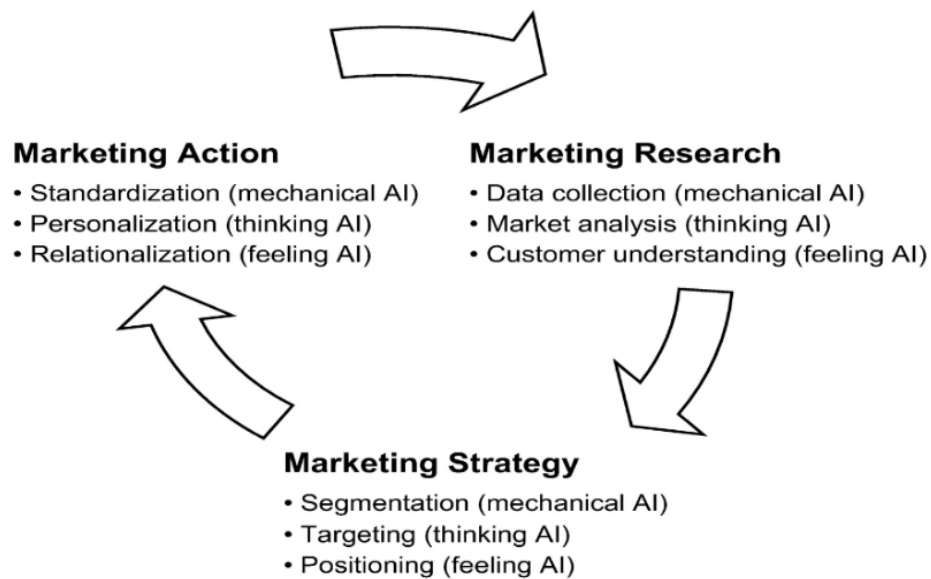 Marketing Action
• Standardization (mechanical AI)
• Personalization (thinking AI)
• Relationalization (feeling AI)
Marketing Research
• Data collection (mechanical AI)
• Market analysis (thinking AI)
• Customer understanding (feeling AI)
Marketing Strategy
• Segmentation (mechanical AI)
• Targeting (thinking AI)
• Positioning (feeling AI)